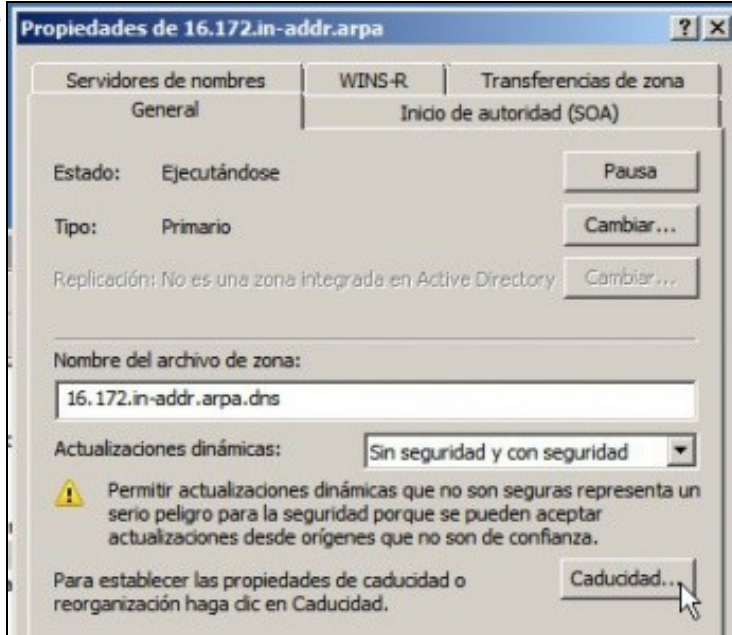 Propiedades de 16.172.in-addr.arpa
Servidores de nombres WINS-R Transferencias de zona
General Inicio de autoridad (SOA)
Estado: Ejecutándose Pausa
Tipo: Primario Cambiar...
Replicación: No es una zona integrada en Active Directory Cambiar...
Nombre del archivo de zona:
16.172.in-addr.arpa.dns
Actualizaciones dinámicas: Sin seguridad y con seguridad
Permitir actualizaciones dinámicas que no son seguras representa un
serio peligro para la seguridad porque se pueden aceptar
actualizaciones desde orígenes que no son de confianza.
Para establecer las propiedades de caducidad o Caducidad...
reorganización haga clic en Caducidad.